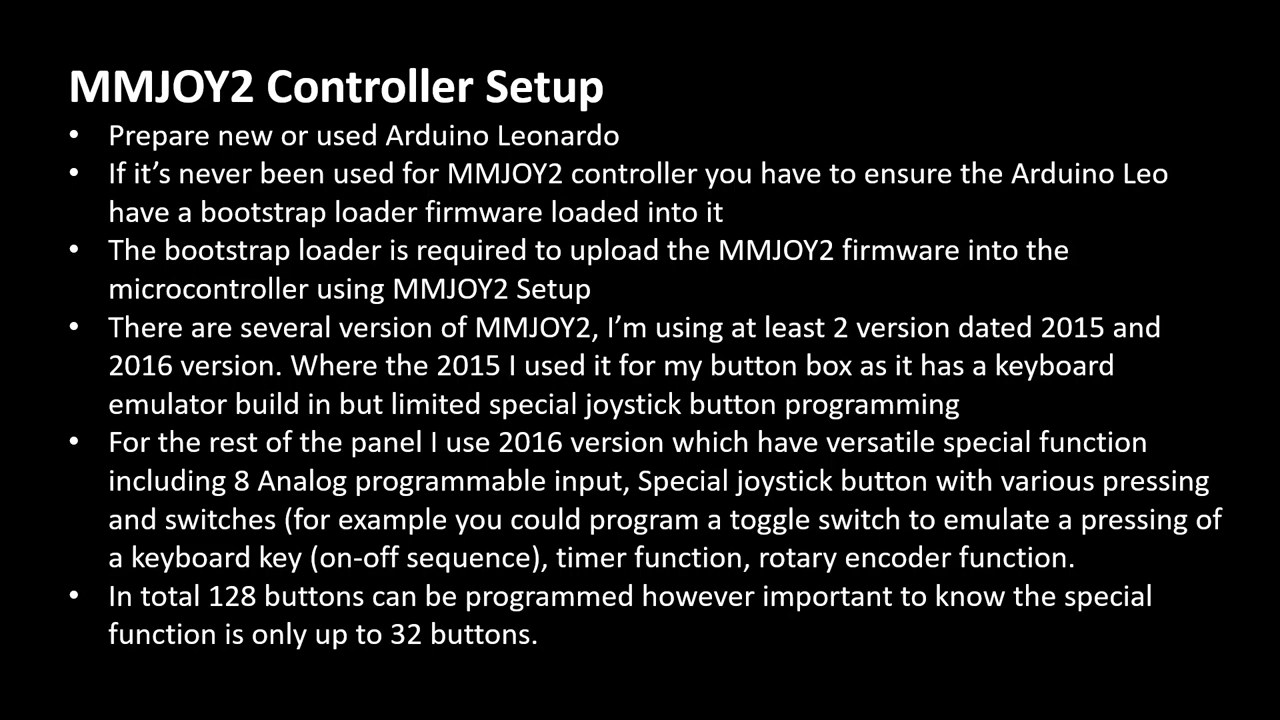 MMJOY2 Controller Setup
• Prepare new or used Arduino Leonardo
• If it's never been used for MMJOY2 controller you have to ensure the Arduino Leo
have a bootstrap loader firmware loaded into it
• The bootstrap loader is required to upload the MMJOY2 firmware into the
microcontroller using MMJOY2 Setup
• There are several version of MMJOY2, I'm using at least 2 version dated 2015 and
2016 version. Where the 2015 I used it for my button box as it has a keyboard
emulator build in but limited special joystick button programming
• For the rest of the panel I use 2016 version which have versatile special function
including 8 Analog programmable input, Special joystick button with various pressing
and switches (for example you could program a toggle switch to emulate a pressing of
a keyboard key (on-off sequence), timer function, rotary encoder function.
• In total 128 buttons can be programmed however important to know the special
function is only up to 32 buttons.